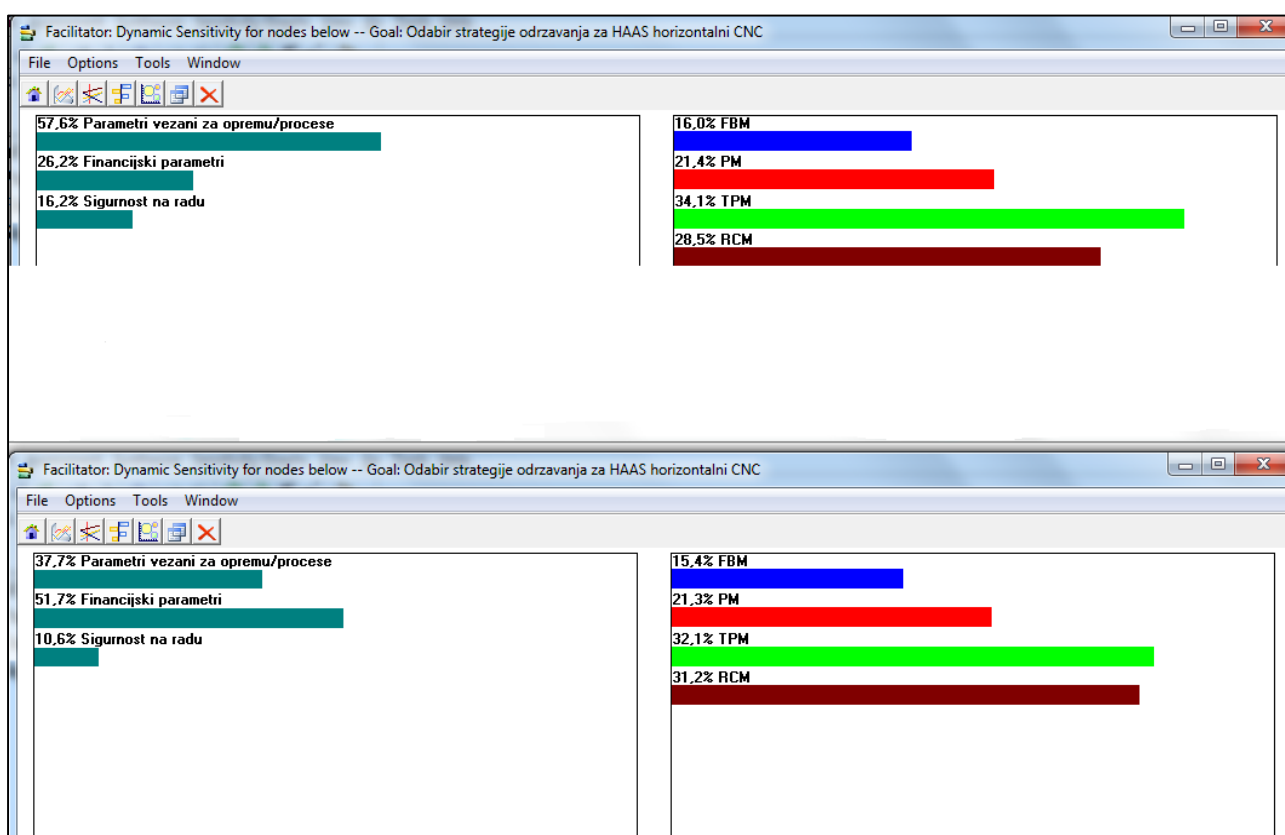 Facilitator: Dynamic Sensitivity for nodes below -- Goal: Odabir strategije odrzavanja za HAAS horizontalni CNC
File Options Tools Window
57,6% Parametri vezani za opremu/procese
26,2% Financijski parametri
16,2% Sigurnost na radu
16,0% FBM
21,4% PM
34,1% TPM
28,5% RCM
Facilitator: Dynamic Sensitivity for nodes below -- Goal: Odabir strategije odrzavanja za HAAS horizontalni CNC
File Options Tools Window
37,7% Parametri vezani za opremu/procese
51,7% Financijski parametri
10,6% Sigurnost na radu
15,4% FBM
21,3% PM
32,1% TPM
31,2% RCM